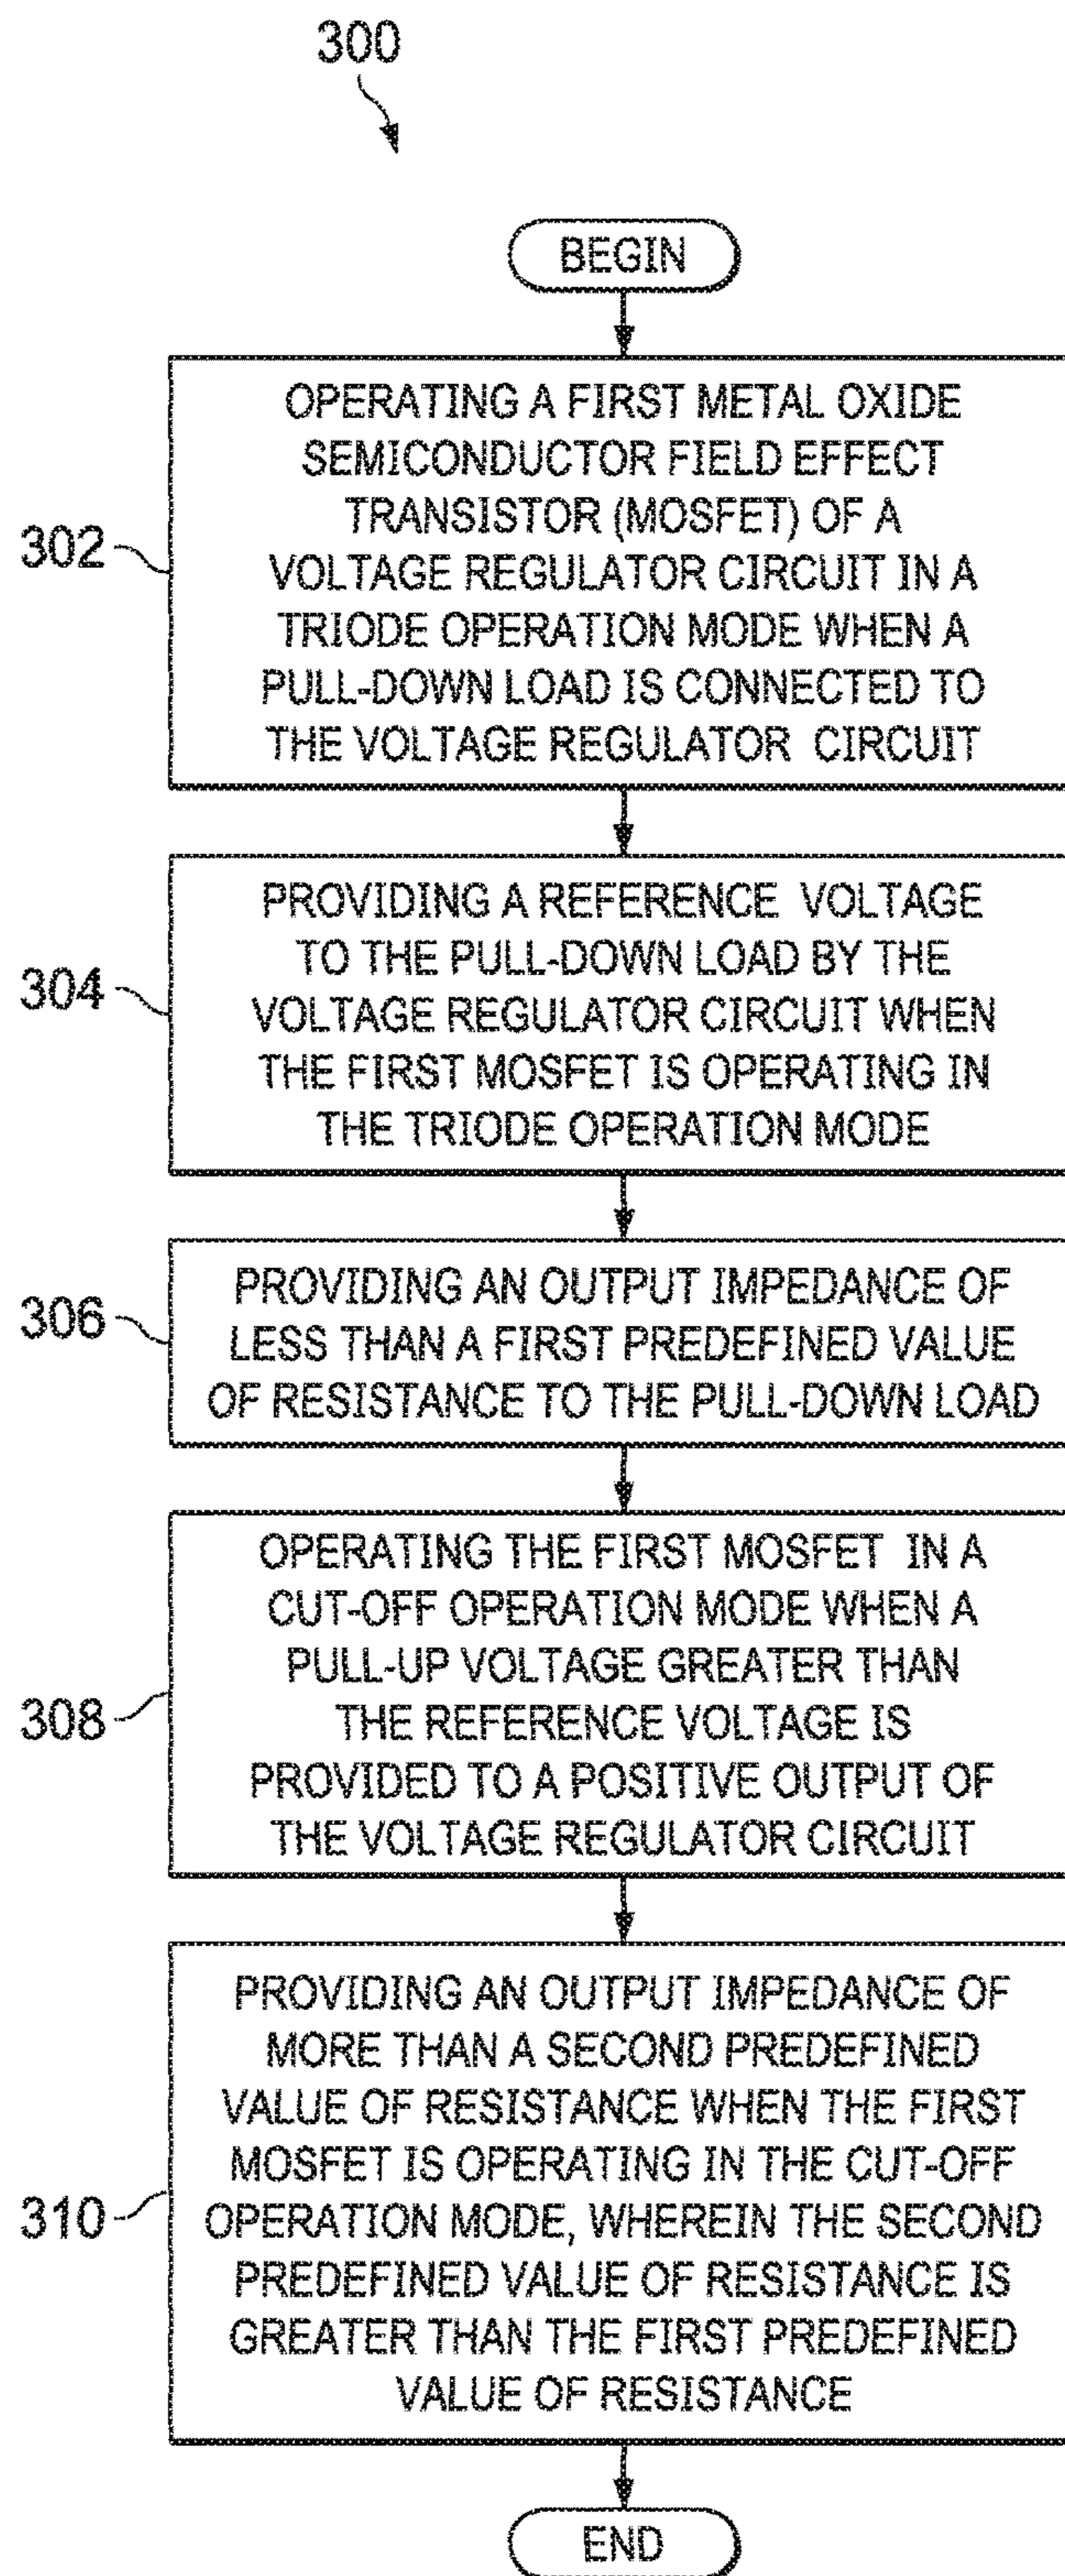 300
BEGIN
302
OPERATING A FIRST METAL OXIDE
SEMICONDUCTOR FIELD EFFECT
TRANSISTOR (MOSFET) OF A
VOLTAGE REGULATOR CIRCUIT IN A
TRIODE OPERATION MODE WHEN A
PULL-DOWN LOAD IS CONNECTED TO
THE VOLTAGE REGULATOR CIRCUIT
304
PROVIDING A REFERENCE VOLTAGE
TO THE PULL-DOWN LOAD BY THE
VOLTAGE REGULATOR CIRCUIT WHEN
THE FIRST MOSFET IS OPERATING IN
THE TRIODE OPERATION MODE
306
PROVIDING AN OUTPUT IMPEDANCE OF
LESS THAN A FIRST PREDEFINED VALUE
OF RESISTANCE TO THE PULL-DOWN LOAD
308
OPERATING THE FIRST MOSFET IN A
CUT-OFF OPERATION MODE WHEN A
PULL-UP VOLTAGE GREATER THAN
THE REFERENCE VOLTAGE IS
PROVIDED TO A POSITIVE OUTPUT OF
THE VOLTAGE REGULATOR CIRCUIT
310
PROVIDING AN OUTPUT IMPEDANCE OF
MORE THAN A SECOND PREDEFINED
VALUE OF RESISTANCE WHEN THE FIRST
MOSFET IS OPERATING IN THE CUT-OFF
OPERATION MODE, WHEREIN THE SECOND
PREDEFINED VALUE OF RESISTANCE IS
GREATER THAN THE FIRST PREDEFINED
VALUE OF RESISTANCE
END